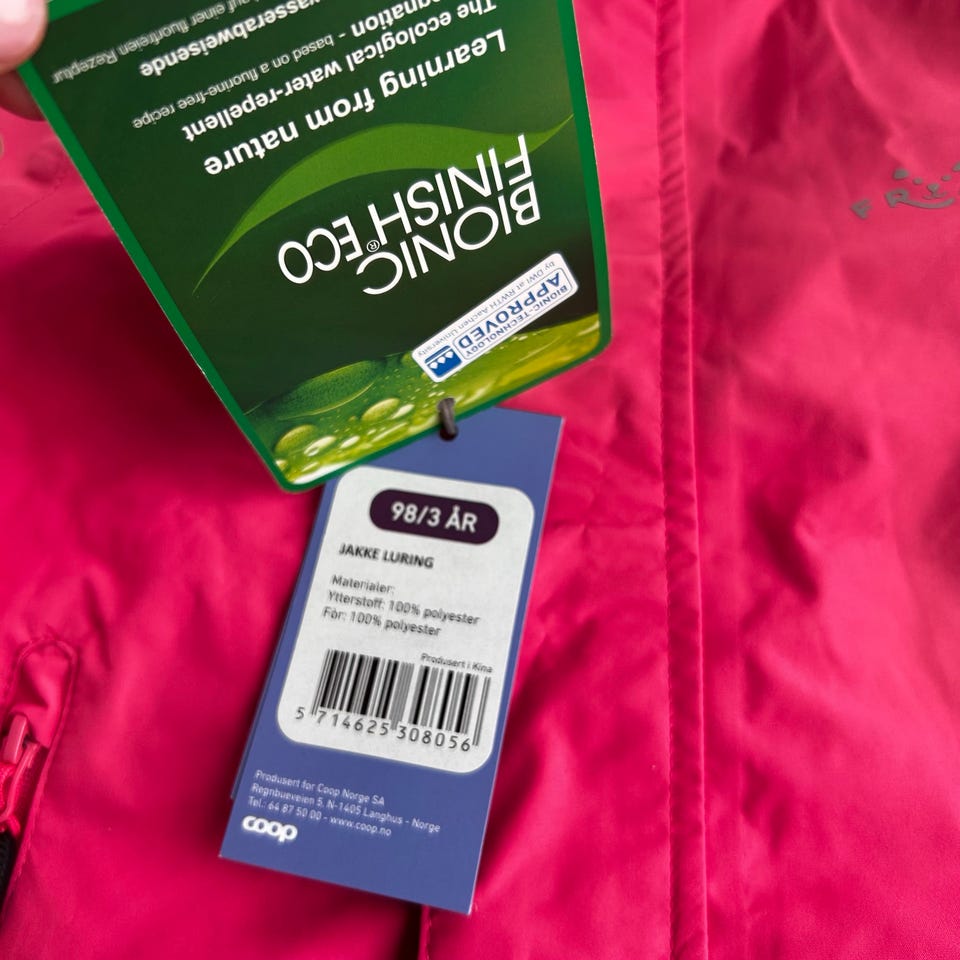 BIONIC-TECHNOLOGY
APPROVED
by DWI at RWTH Aachen University
BIONIC
FINISH®ECO
Learning from nature
The ecological water-repellent
- based on a fluorine-free recipe
wasserabweisende
auf einer fluorfreien Rezeptur
98/3 ÅR
JAKKE LURING
Materialer:
Ytterstoff: 100% polyester
Fôr: 100% polyester
Produsert i Kina
5 714625 308056
Produsert for Coop Norge SA
Regnbueveien 5. N-1405 Langhus - Norge
Tel.: 64 87 50 00 - www.coop.no
coop